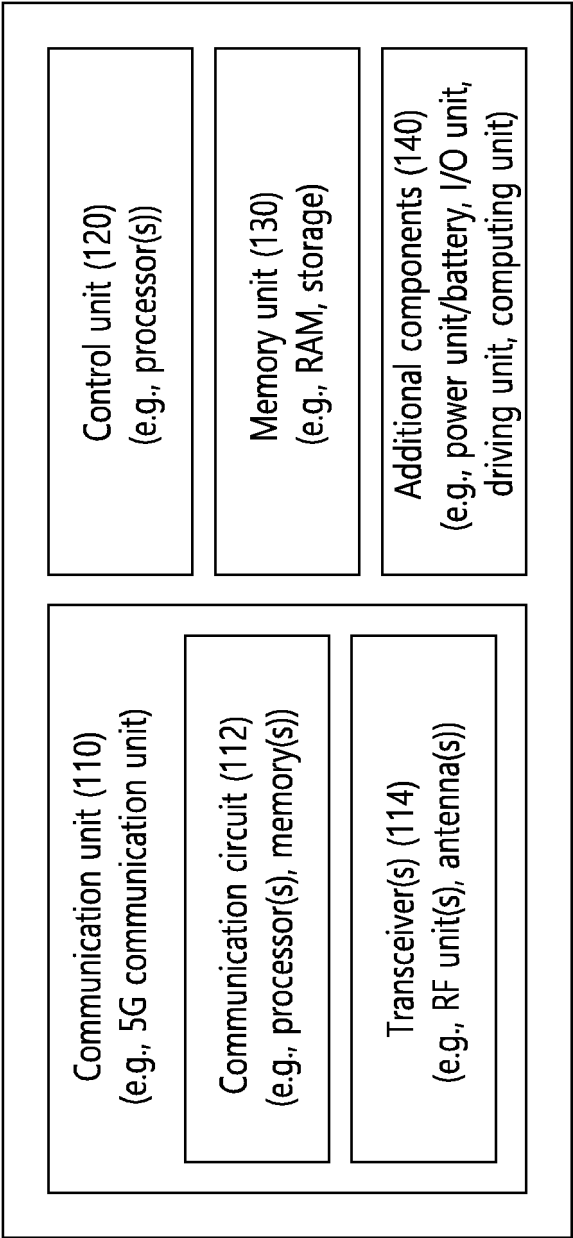 Communication unit (110)
(e.g., 5G communication unit)
Communication circuit (112)
(e.g., processor(s), memory(s))
Transceiver(s) (114)
(e.g., RF unit(s), antenna(s))
Control unit (120)
(e.g., processor(s))
Memory unit (130)
(e.g., RAM, storage)
Additional components (140)
(e.g., power unit/battery, I/O unit,
driving unit, computing unit)